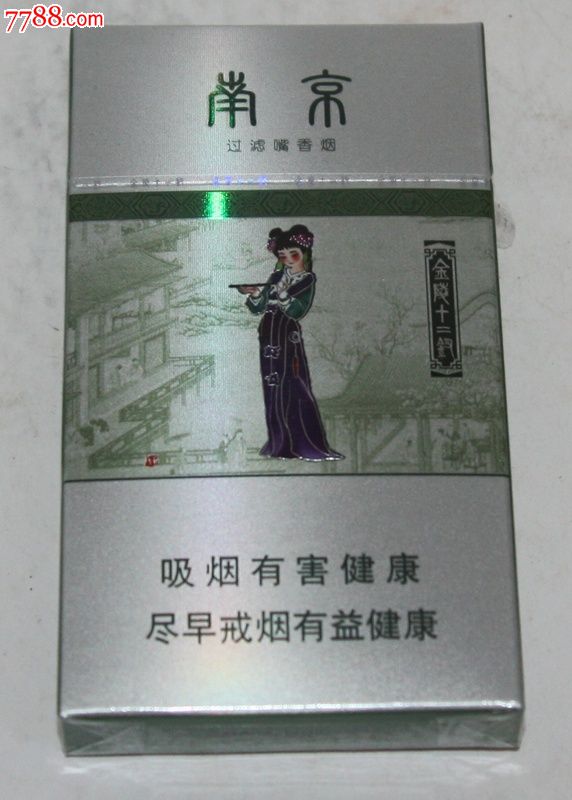 7788.com
南京
过滤嘴香烟
金陵十二钗
吸烟有害健康
尽早戒烟有益健康